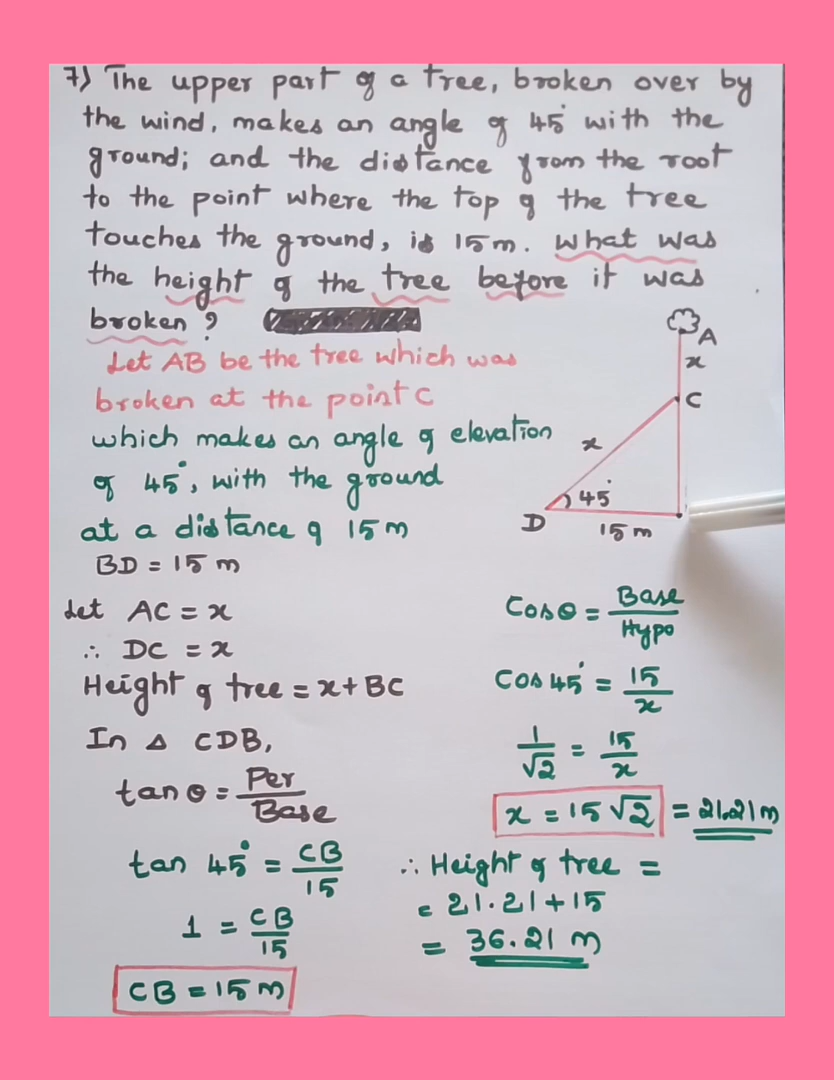 7) The upper part of a tree, broken over by
the wind, makes an angle of 45° with the
ground; and the distance from the root
to the point where the top of the tree
touches the ground, is 15m. What was
the height of the tree before it was
broken?
Let AB be the tree which was
broken at the point C
which makes an angle of elevation
of 45°, with the ground
at a distance of 15m
BD = 15 m
A
x
C
x
45°
D
15 m
Let AC = x
∴ DC = x
Height of tree = x + BC
In △ CDB,
tan θ = Per/Base
tan 45° = CB/15
1 = CB/15
CB = 15 m
Cos θ = Base/Hypo
Cos 45° = 15/x
1/√2 = 15/x
x = 15√2 = 21.21m
∴ Height of tree =
= 21.21 + 15
= 36.21 m